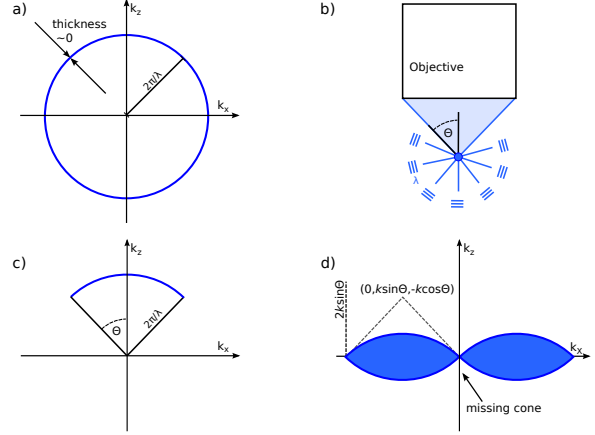 a)
thickness
~0
k_z
2π/λ
k_x
b)
Objective
Θ
λ
c)
k_z
Θ
2π/λ
k_x
d)
k_z
2ksinΘ
(0,ksinΘ,-kcosΘ)
k_x
missing cone